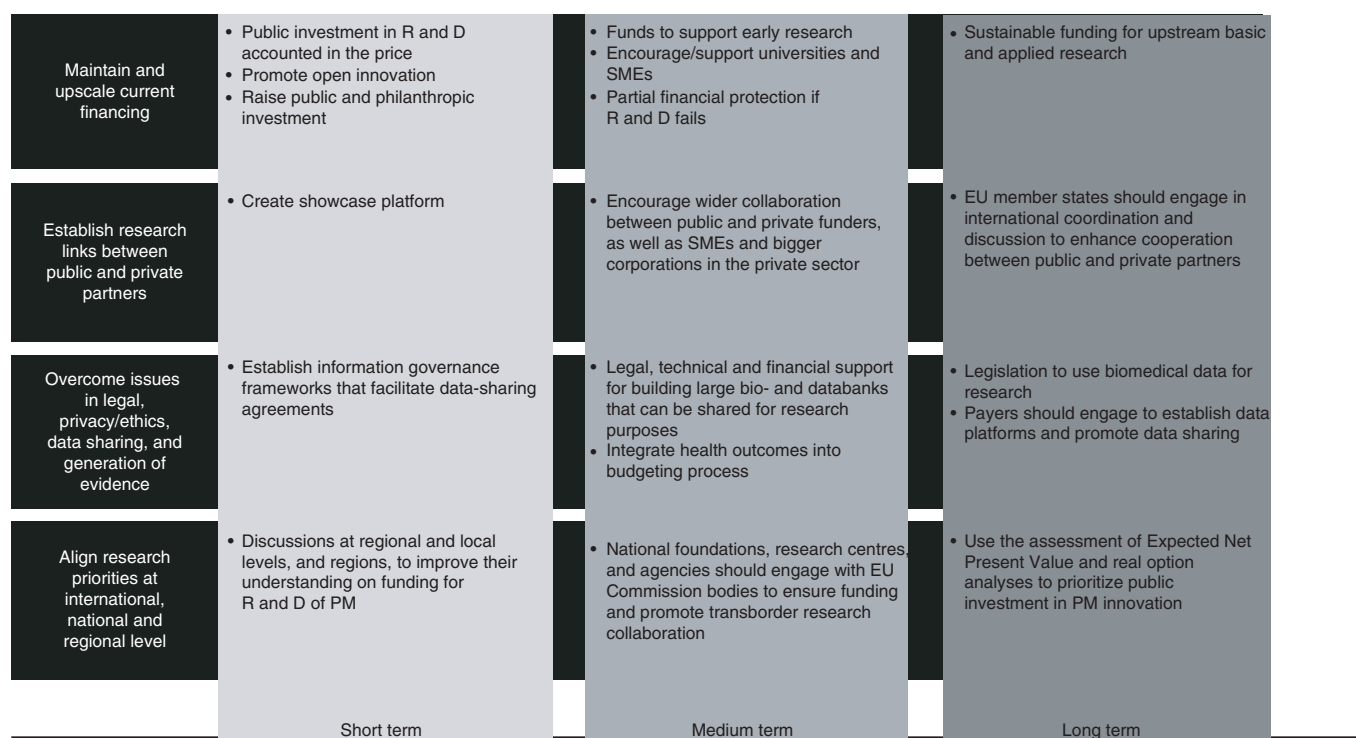 Maintain and
upscale current
financing
• Public investment in R and D
accounted in the price
• Promote open innovation
• Raise public and philanthropic
investment
• Funds to support early research
• Encourage/support universities and
SMEs
• Partial financial protection if
R and D fails
• Sustainable funding for upstream basic
and applied research
Establish research
links between
public and private
partners
• Create showcase platform
• Encourage wider collaboration
between public and private funders,
as well as SMEs and bigger
corporations in the private sector
• EU member states should engage in
international coordination and
discussion to enhance cooperation
between public and private partners
Overcome issues
in legal,
privacy/ethics,
data sharing, and
generation of
evidence
• Establish information governance
frameworks that facilitate data-sharing
agreements
• Legal, technical and financial support
for building large bio- and databanks
that can be shared for research
purposes
• Integrate health outcomes into
budgeting process
• Legislation to use biomedical data for
research
• Payers should engage to establish data
platforms and promote data sharing
Align research
priorities at
international,
national and
regional level
• Discussions at regional and local
levels, and regions, to improve their
understanding on funding for
R and D of PM
• National foundations, research centres,
and agencies should engage with EU
Commission bodies to ensure funding
and promote transborder research
collaboration
• Use the assessment of Expected Net
Present Value and real option
analyses to prioritize public
investment in PM innovation
Short term
Medium term
Long term